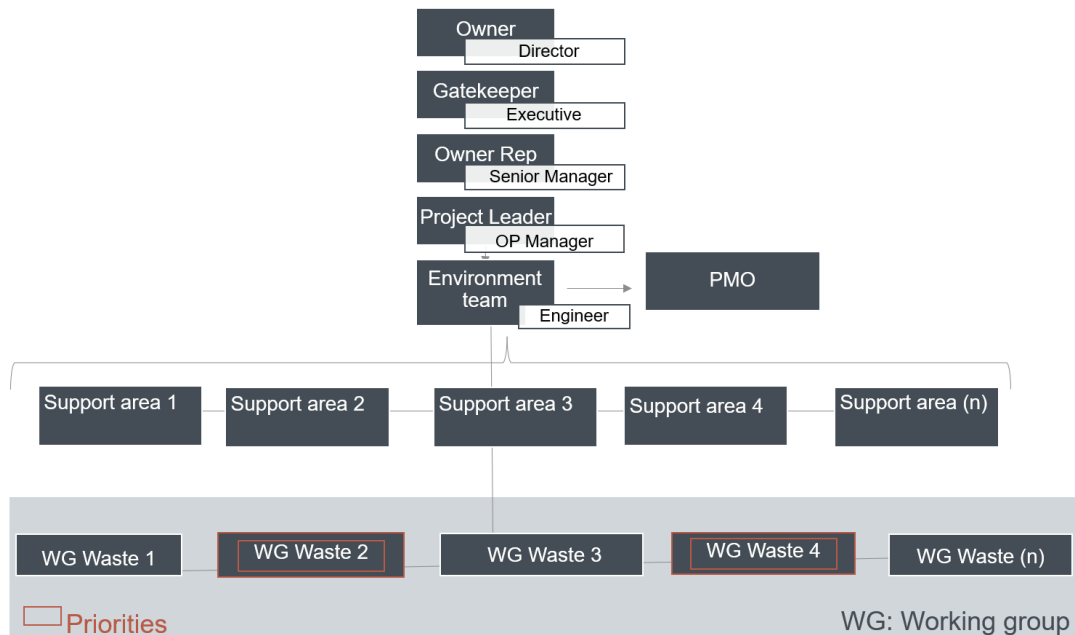 Owner
Director
Gatekeeper
Executive
Owner Rep
Senior Manager
Project Leader
OP Manager
Environment
team
PMO
Engineer
Support area 1
Support area 2
Support area 3
Support area 4
Support area (n)
WG Waste 1
WG Waste 2
WG Waste 3
WG Waste 4
WG Waste (n)
Priorities
WG: Working group